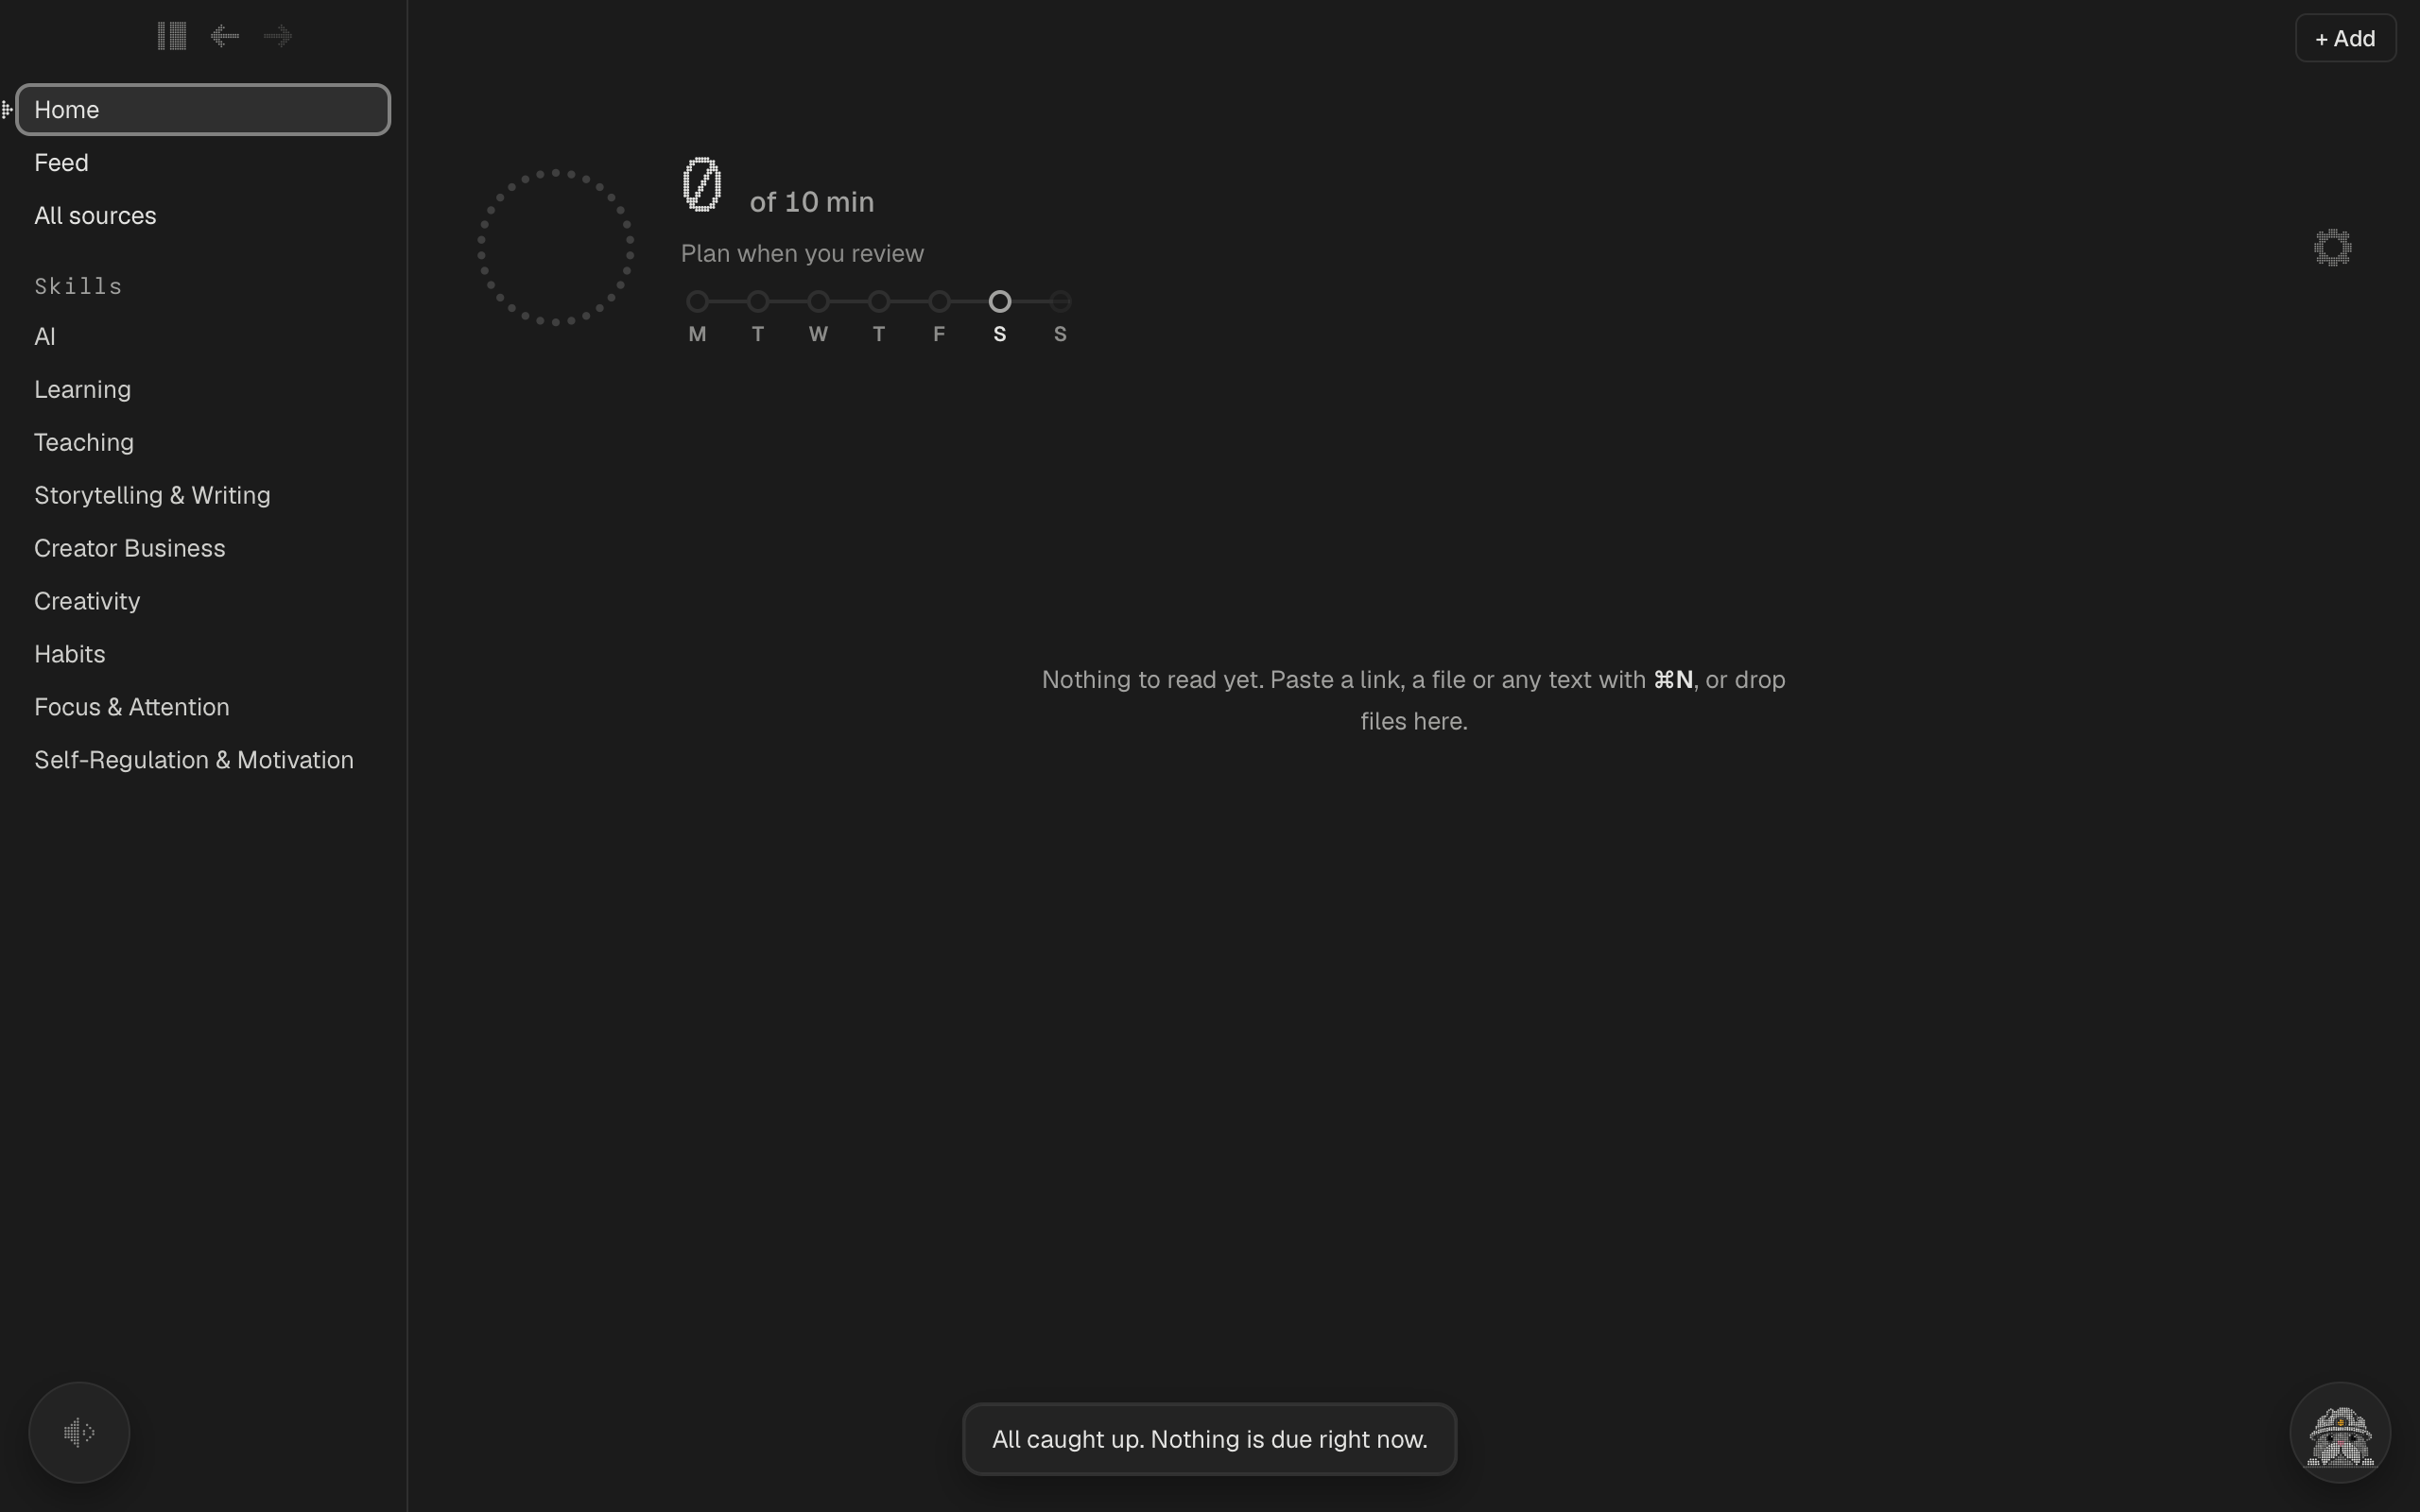 + Add
Home
Feed
All sources
Skills
AI
Learning
Teaching
Storytelling & Writing
Creator Business
Creativity
Habits
Focus & Attention
Self-Regulation & Motivation
0 of 10 min
Plan when you review
M T W T F S S
Nothing to read yet. Paste a link, a file or any text with ⌘N, or drop
files here.
All caught up. Nothing is due right now.